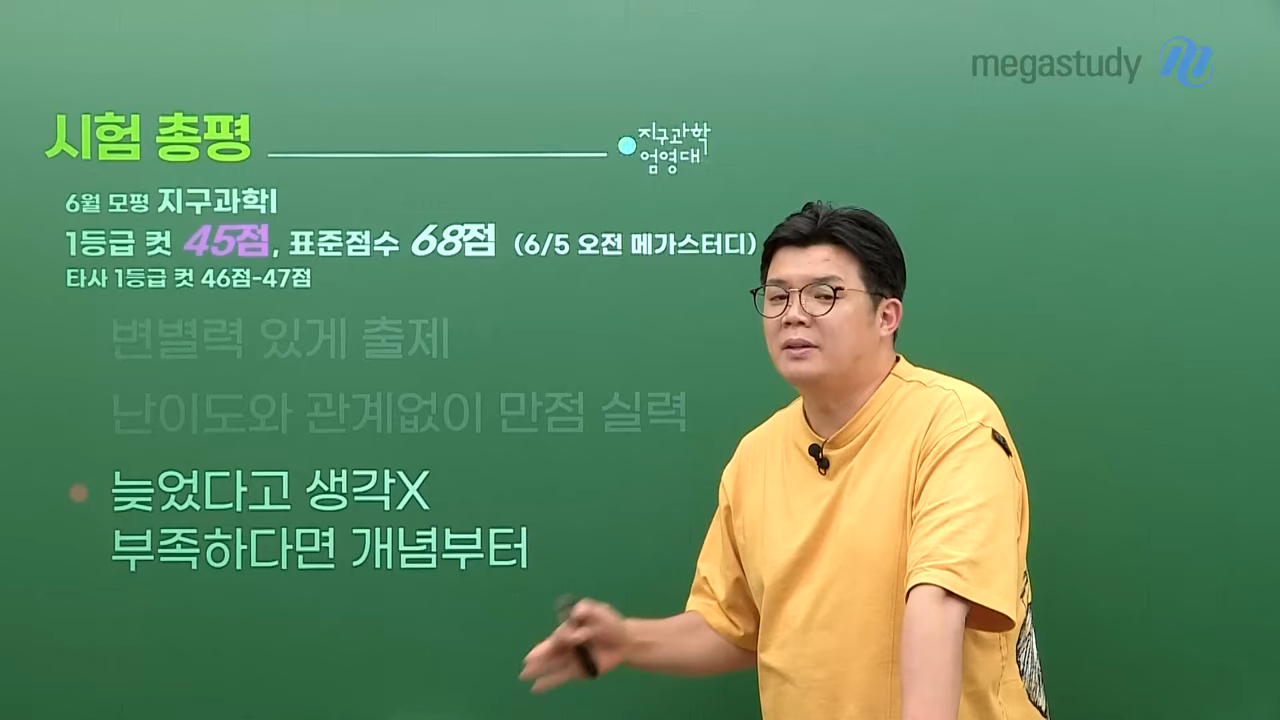 megastudy
시험 총평
지구과학
엄영대
6월 모평 지구과학I
1등급 컷 45점, 표준점수 68점 (6/5 오전 메가스터디)
타사 1등급 컷 46점-47점
변별력 있게 출제
난이도와 관계없이 만점 실력
늦었다고 생각X
부족하다면 개념부터